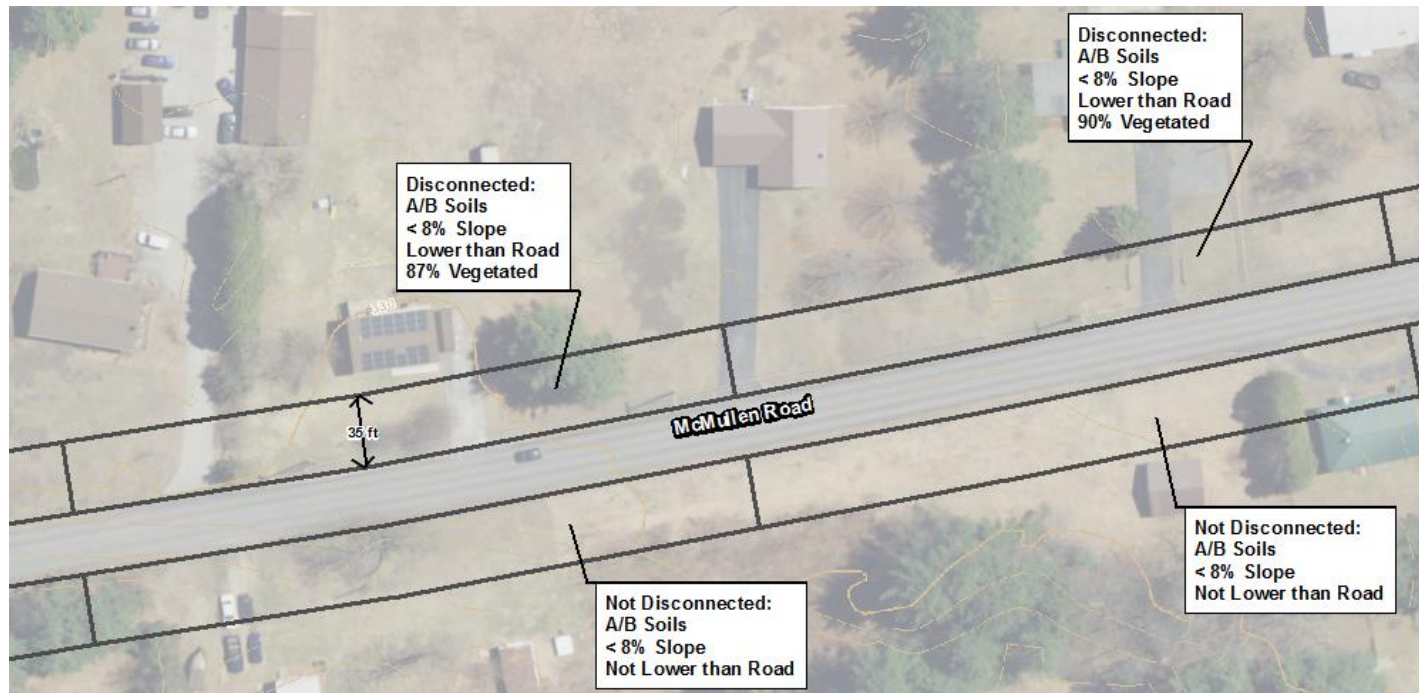 Disconnected:
A/B Soils
< 8% Slope
Lower than Road
90% Vegetated
Disconnected:
A/B Soils
< 8% Slope
Lower than Road
87% Vegetated
330
35 ft
McMullen Road
Not Disconnected:
A/B Soils
< 8% Slope
Not Lower than Road
Not Disconnected:
A/B Soils
< 8% Slope
Not Lower than Road